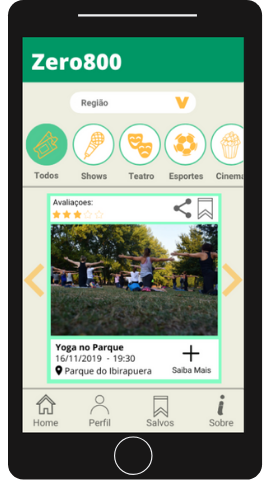 Zero800
Região
Todos Shows Teatro Esportes Cinema
Avaliaçoes:
Yoga no Parque
16/11/2019 - 19:30
Parque do Ibirapuera
Saiba Mais
Home Perfil Salvos Sobre